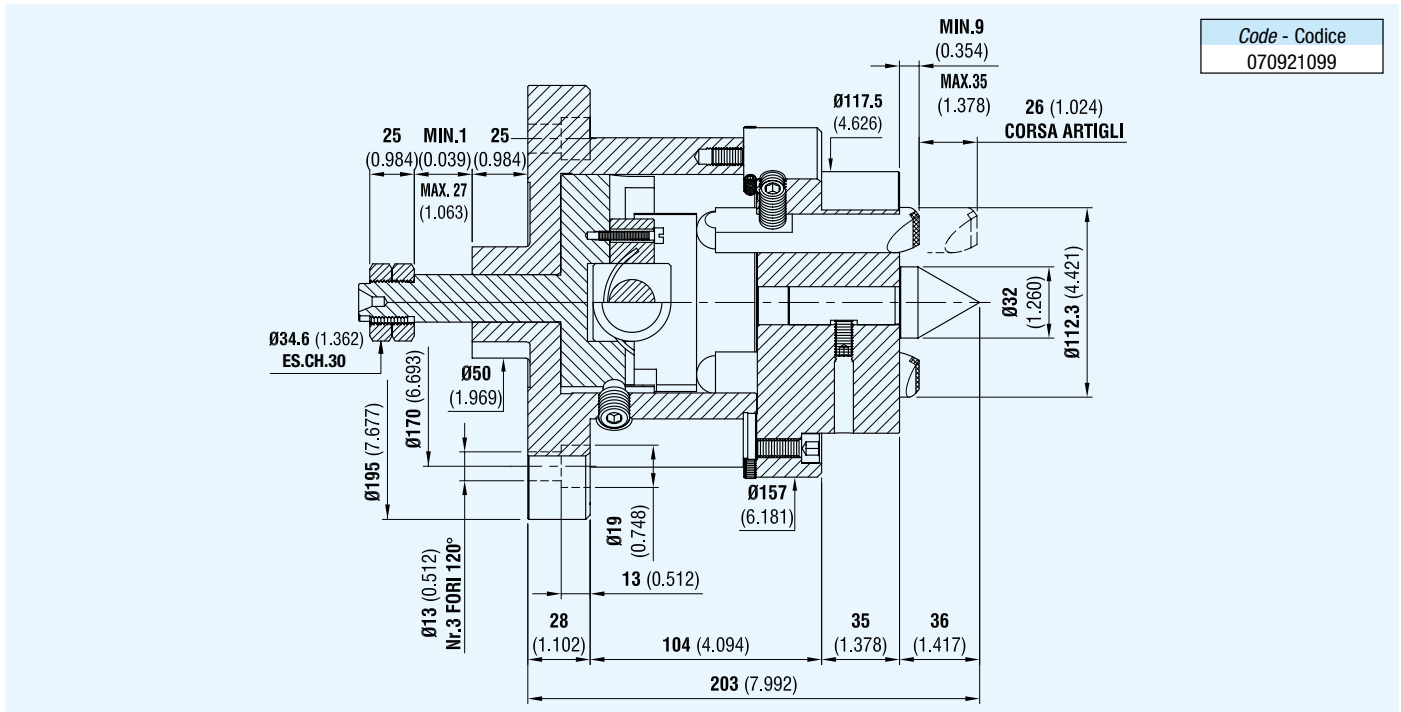 Code - Codice
070921099
MIN.9
(0.354)
MAX.35
(1.378)
26 (1.024)
CORSA ARTIGLI
Ø117.5
(4.626)
25
(0.984)
MIN.1
(0.039)
MAX. 27
(1.063)
25
(0.984)
Ø34.6 (1.362)
ES.CH.30
Ø50
(1.969)
Ø170 (6.693)
Ø195 (7.677)
Ø13 (0.512)
Nr.3 FORI 120°
Ø32
(1.260)
Ø112.3 (4.421)
Ø157
(6.181)
Ø19
(0.748)
13 (0.512)
28
(1.102)
104 (4.094)
35
(1.378)
36
(1.417)
203 (7.992)